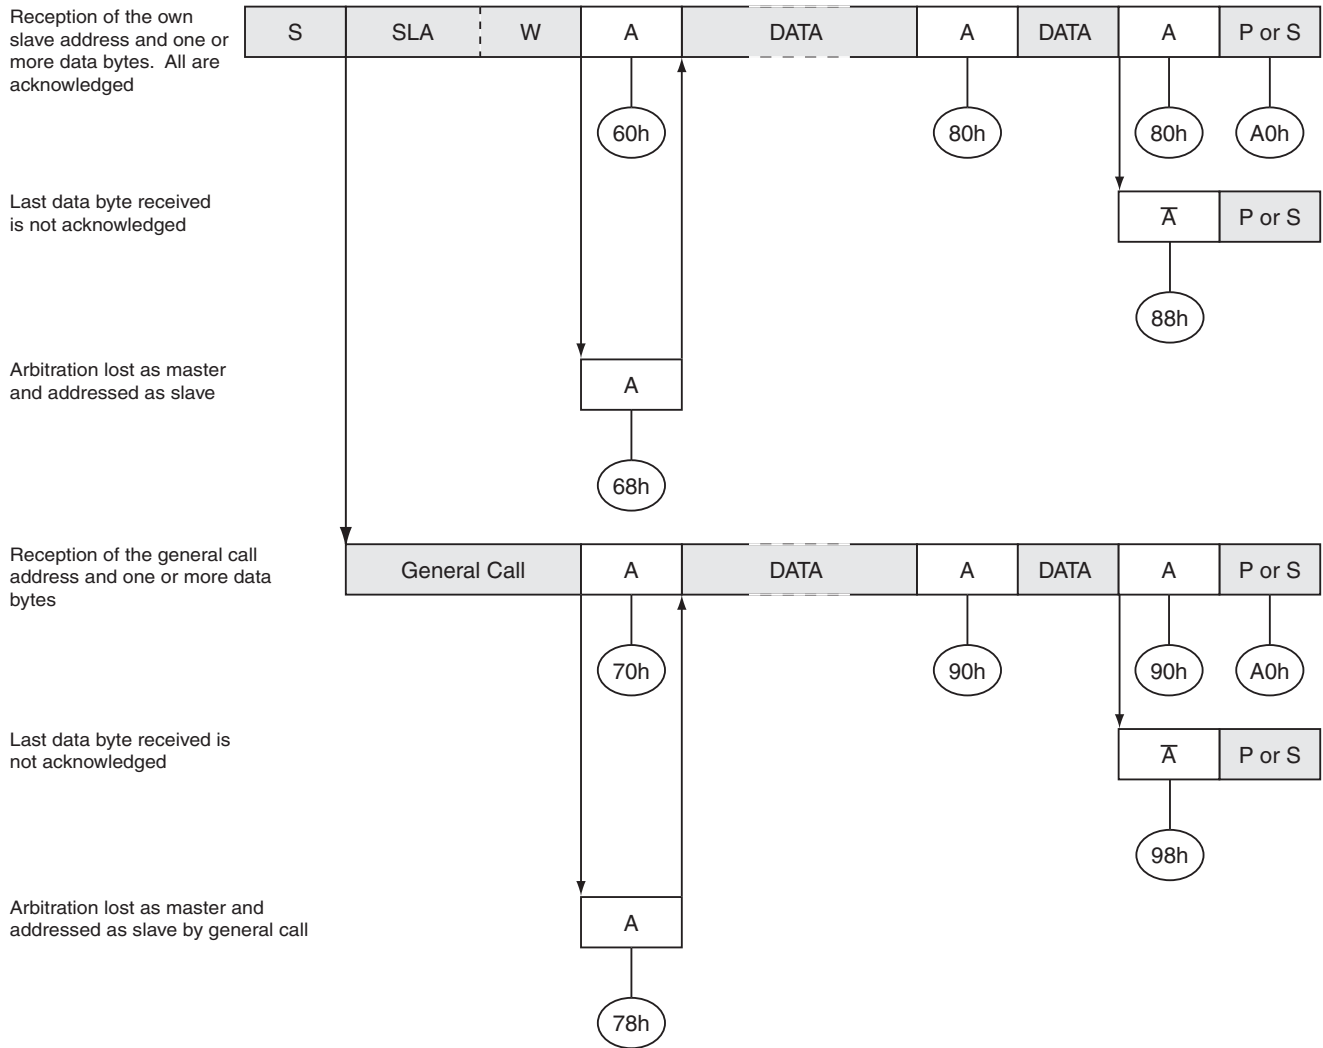 Reception of the own
slave address and one or
more data bytes. All are
acknowledged
S SLA W A DATA A DATA A P or S
60h 80h 80h A0h
Last data byte received
is not acknowledged
A̅ P or S
88h
Arbitration lost as master
and addressed as slave
A
68h
Reception of the general call
address and one or more data
bytes
General Call A DATA A DATA A P or S
70h 90h 90h A0h
Last data byte received is
not acknowledged
A̅ P or S
98h
Arbitration lost as master and
addressed as slave by general call
A
78h